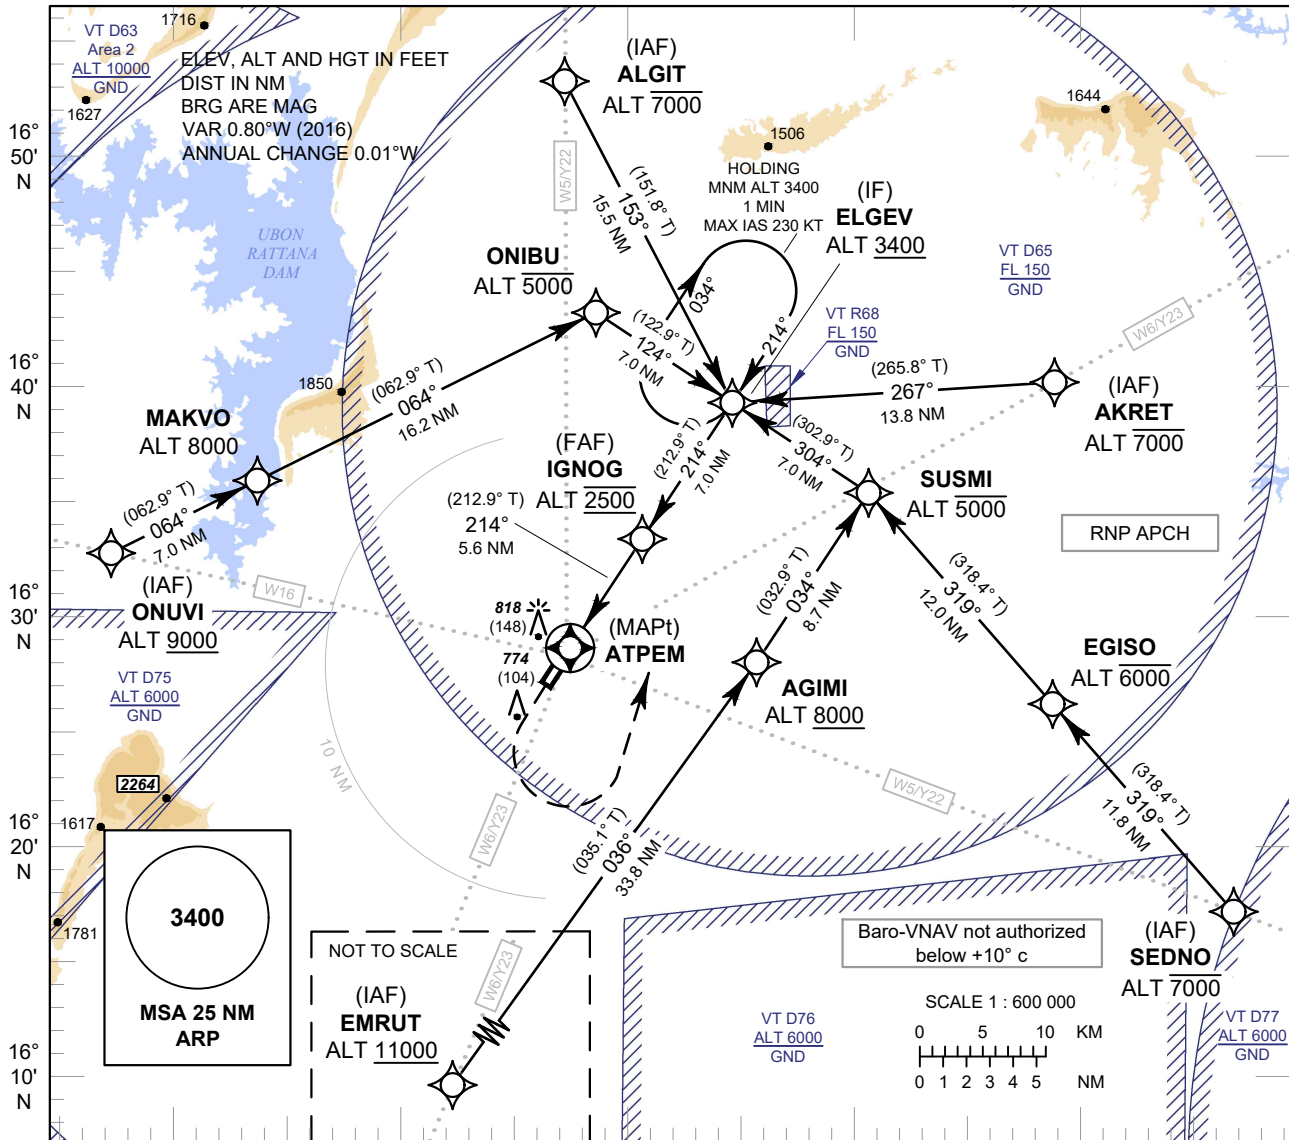 VT D63
Area 2
ALT 10000
GND
1716
1627
ELEV, ALT AND HGT IN FEET
DIST IN NM
BRG ARE MAG
VAR 0.80°W (2016)
ANNUAL CHANGE 0.01°W
16°
50'
N
(IAF)
ALGIT
ALT 7000
W5/Y22
(151.8° T)
153°
15.5 NM
1506
1644
HOLDING
MNM ALT 3400
1 MIN
MAX IAS 230 KT
034°
214°
(IF)
ELGEV
ALT 3400
UBON
RATTANA
DAM
ONIBU
ALT 5000
(122.9° T)
124°
7.0 NM
VT D65
FL 150
GND
VT R68
FL 150
GND
W6/Y23
16°
40'
N
1850
(062.9° T)
064°
16.2 NM
MAKVO
ALT 8000
(265.8° T)
267°
13.8 NM
(IAF)
AKRET
ALT 7000
(302.9° T)
304°
7.0 NM
(212.9° T)
214°
7.0 NM
(FAF)
IGNOG
ALT 2500
(212.9° T)
214°
5.6 NM
SUSMI
ALT 5000
RNP APCH
(062.9° T)
064°
7.0 NM
(IAF)
ONUVI
ALT 9000
W16
16°
30'
N
818
(148)
774
(104)
(MAPt)
ATPEM
(032.9° T)
034°
8.7 NM
(318.4° T)
319°
12.0 NM
AGIMI
ALT 8000
EGISO
ALT 6000
VT D75
ALT 6000
GND
10 NM
2264
1617
1781
16°
20'
N
W6/Y23
W5/Y22
(035.1° T)
036°
33.8 NM
(318.4° T)
319°
11.8 NM
3400
MSA 25 NM
ARP
NOT TO SCALE
W6/Y23
(IAF)
EMRUT
ALT 11000
Baro-VNAV not authorized
below +10° c
(IAF)
SEDNO
ALT 7000
VT D76
ALT 6000
GND
SCALE 1 : 600 000
0 5 10 KM
0 1 2 3 4 5 NM
VT D77
ALT 6000
GND
16°
10'
N